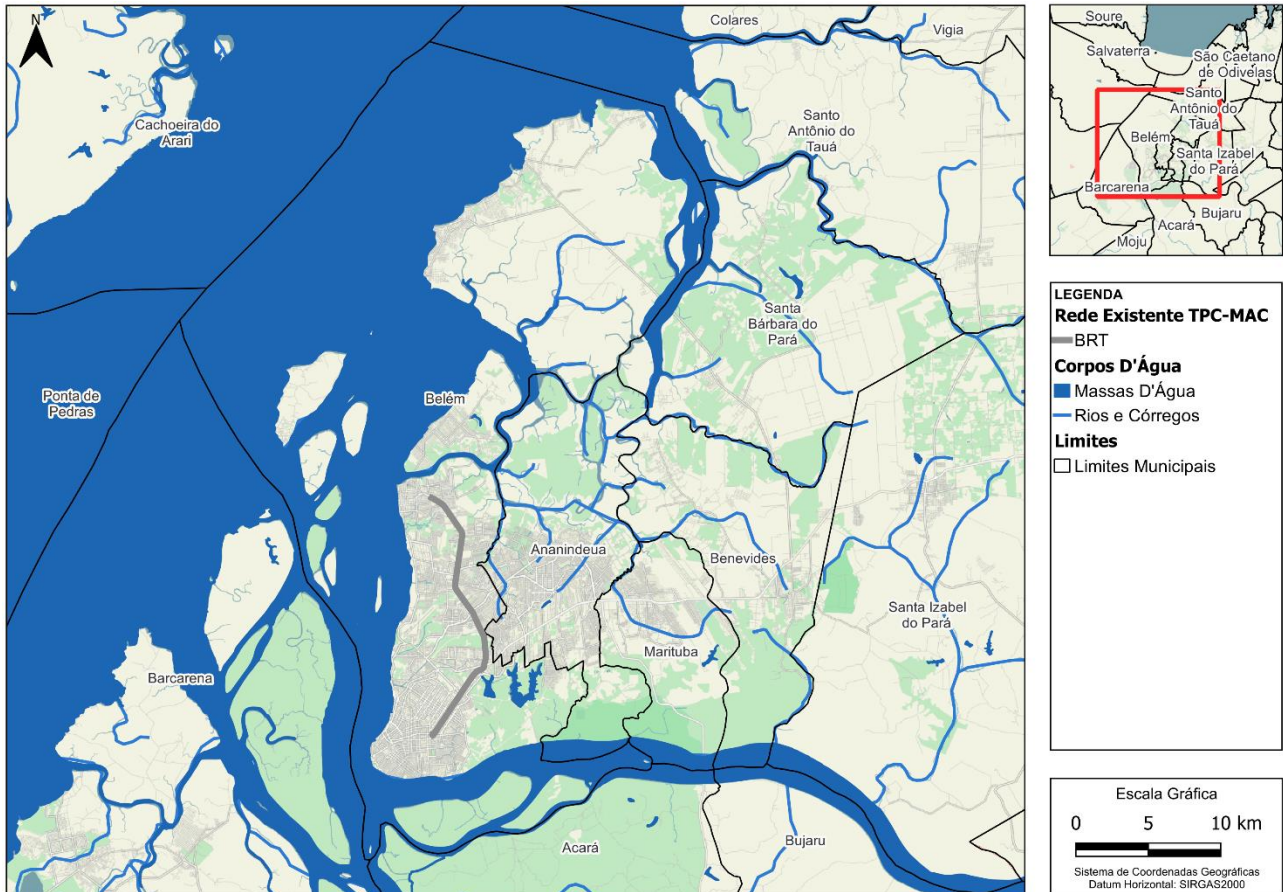 N
Colares
Vigia
Cachoeira do
Arari
Santo
Antônio do
Tauá
Santa
Bárbara do
Pará
Ponta de
Pedras
Belém
Ananindeua
Benevides
Santa Izabel
do Pará
Marituba
Barcarena
Acará
Bujaru
Soure
Salvaterra
São Caetano
de Odivelas
Santo
Antônio do
Tauá
Belém
Santa Izabel
do Pará
Barcarena
Bujaru
Acará
Moju
LEGENDA
Rede Existente TPC-MAC
BRT
Corpos D'Água
Massas D'Água
Rios e Córregos
Limites
Limites Municipais
Escala Gráfica
0 5 10 km
Sistema de Coordenadas Geográficas
Datum Horizontal: SIRGAS2000